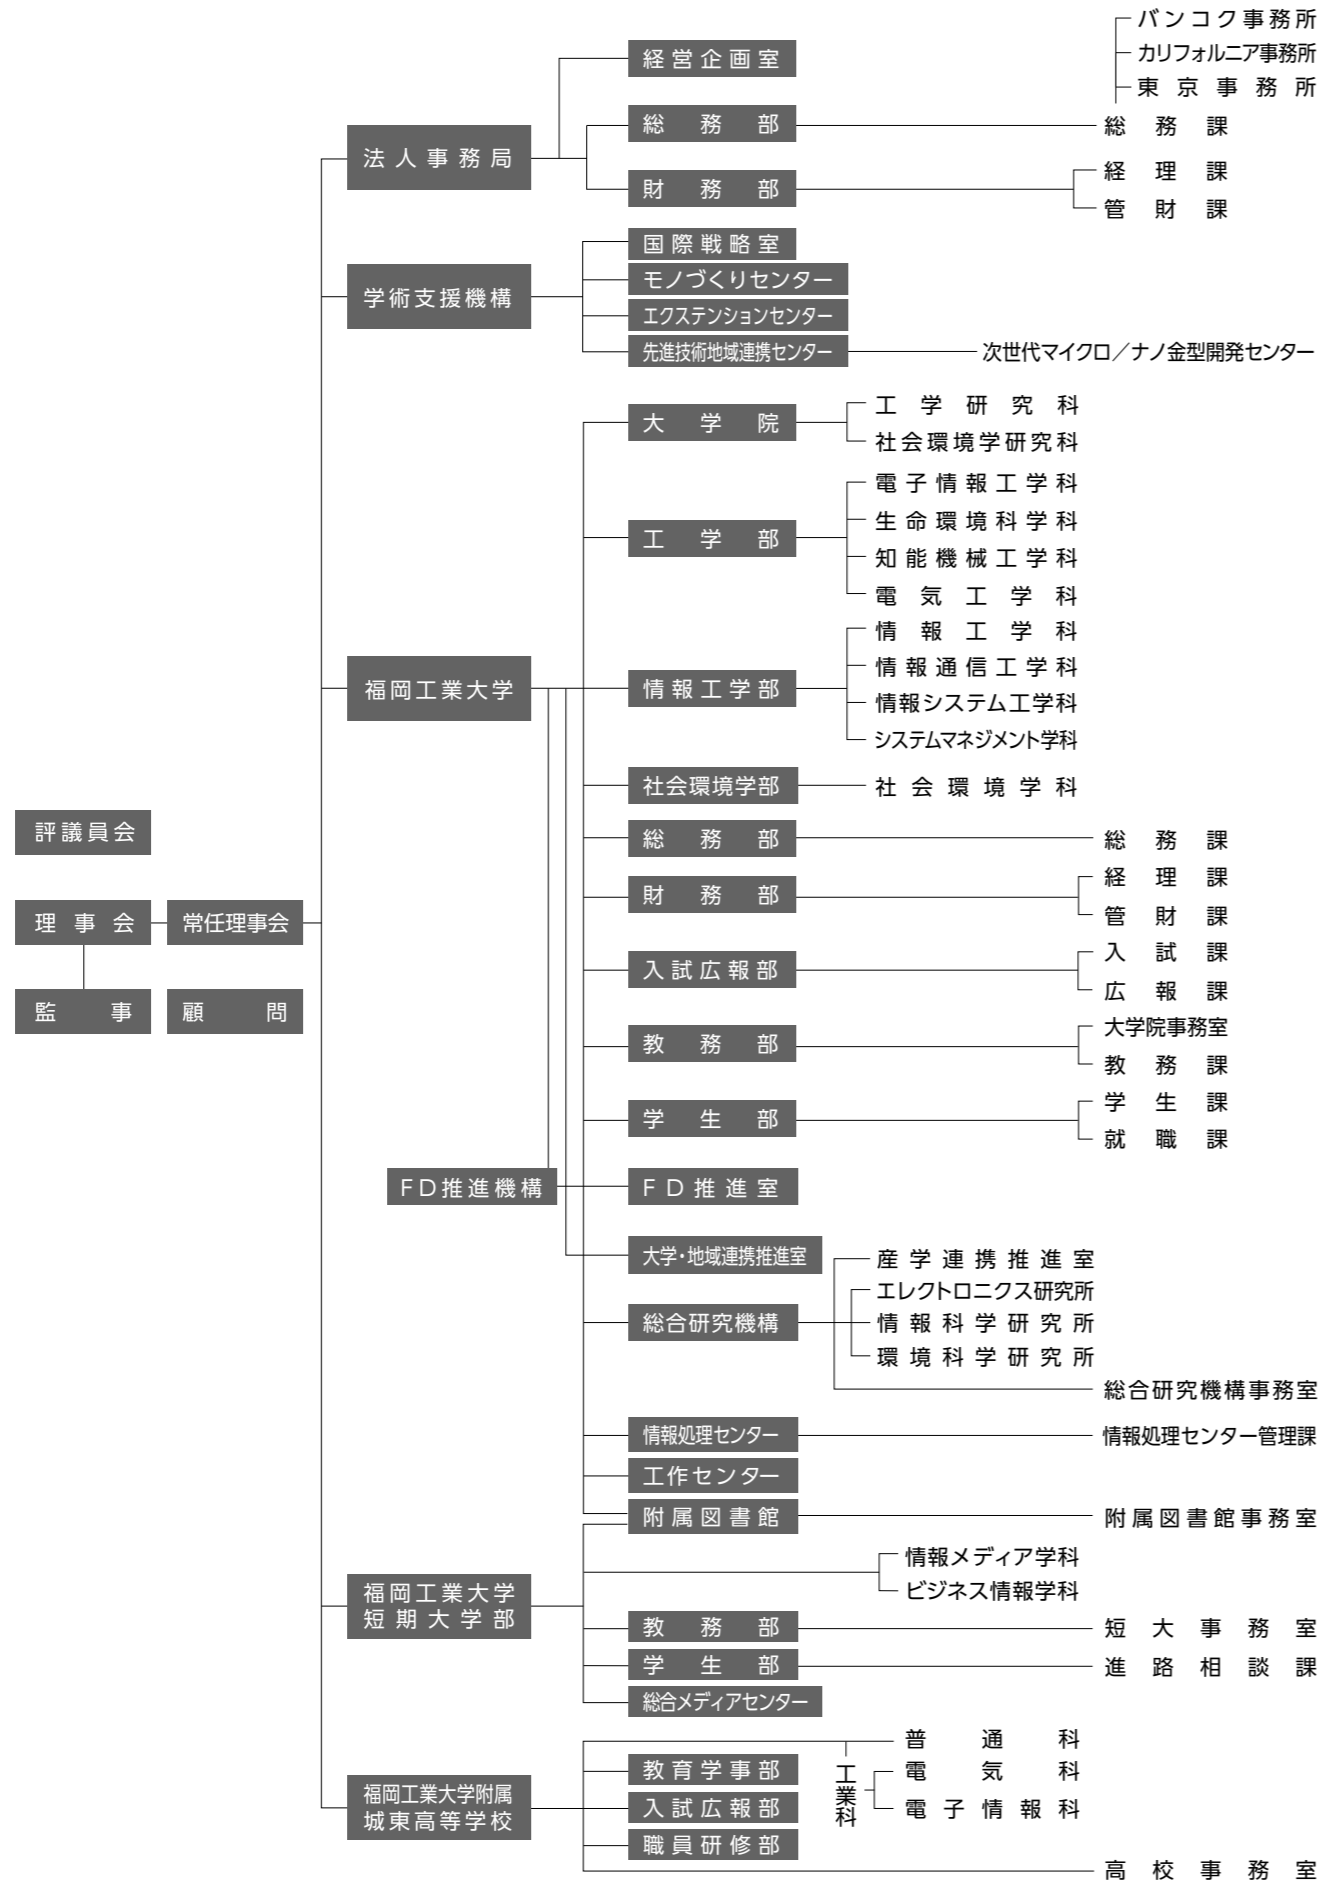 バンコク事務所
カリフォルニア事務所
東京事務所
経営企画室
総務部
総務課
法人事務局
財務部
経理課
管財課
国際戦略室
モノづくりセンター
学術支援機構
エクステンションセンター
先進技術地域連携センター
次世代マイクロ／ナノ金型開発センター
大学院
工学研究科
社会環境学研究科
工学部
電子情報工学科
生命環境科学科
知能機械工学科
電気工学科
福岡工業大学
情報工学部
情報工学科
情報通信工学科
情報システム工学科
システムマネジメント学科
社会環境学部
社会環境学科
評議員会
総務部
総務課
理事会
常任理事会
財務部
経理課
管財課
監事
顧問
入試広報部
入試課
広報課
教務部
大学院事務室
教務課
学生部
学生課
就職課
FD推進機構
FD推進室
大学・地域連携推進室
総合研究機構
産学連携推進室
エレクトロニクス研究所
情報科学研究所
環境科学研究所
総合研究機構事務室
情報処理センター
情報処理センター管理課
工作センター
附属図書館
附属図書館事務室
福岡工業大学
短期大学部
情報メディア学科
ビジネス情報学科
教務部
短大事務室
学生部
進路相談課
総合メディアセンター
福岡工業大学附属
城東高等学校
普通科
教育学事部
工業科
電気科
入試広報部
電子情報科
職員研修部
高校事務室